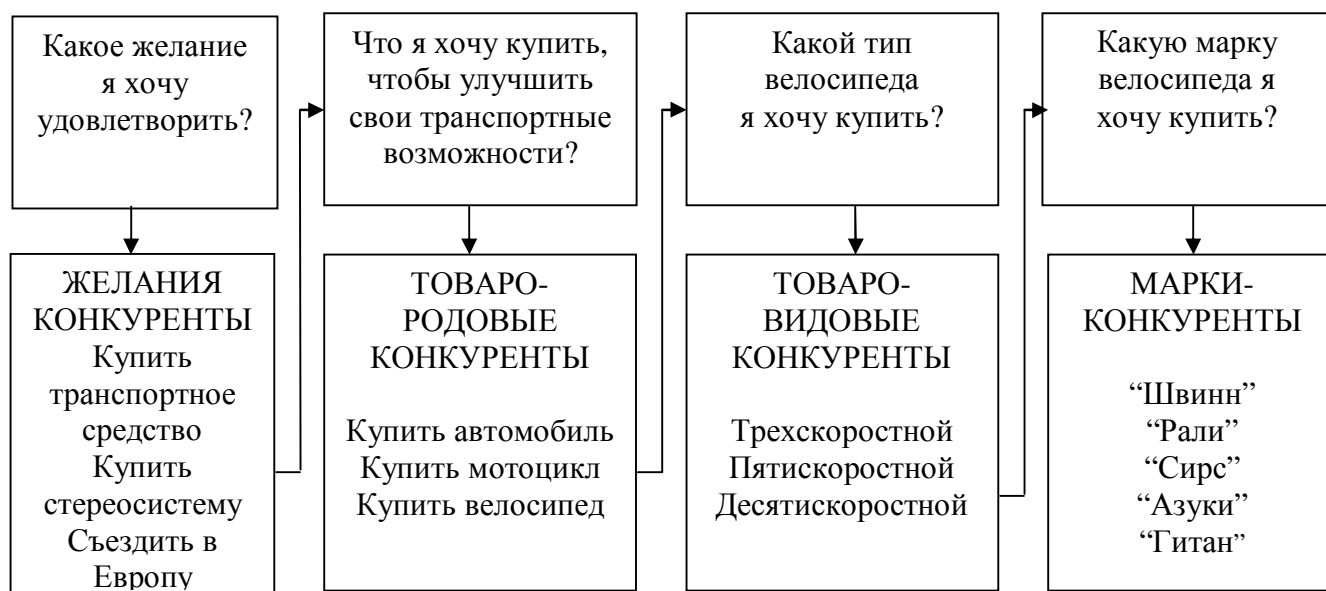 Какое желание
я хочу
удовлетворить?
Что я хочу купить,
чтобы улучшить
свои транспортные
возможности?
Какой тип
велосипеда
я хочу купить?
Какую марку
велосипеда я
хочу купить?
ЖЕЛАНИЯ
КОНКУРЕНТЫ
Купить
транспортное
средство
Купить
стереосистему
Съездить в
Европу
ТОВАРО-
РОДОВЫЕ
КОНКУРЕНТЫ
Купить автомобиль
Купить мотоцикл
Купить велосипед
ТОВАРО-
ВИДОВЫЕ
КОНКУРЕНТЫ
Трехскоростной
Пятискоростной
Десятискоростной
МАРКИ-
КОНКУРЕНТЫ
“Швинн”
“Рали”
“Сирс”
“Азуки”
“Гитан”